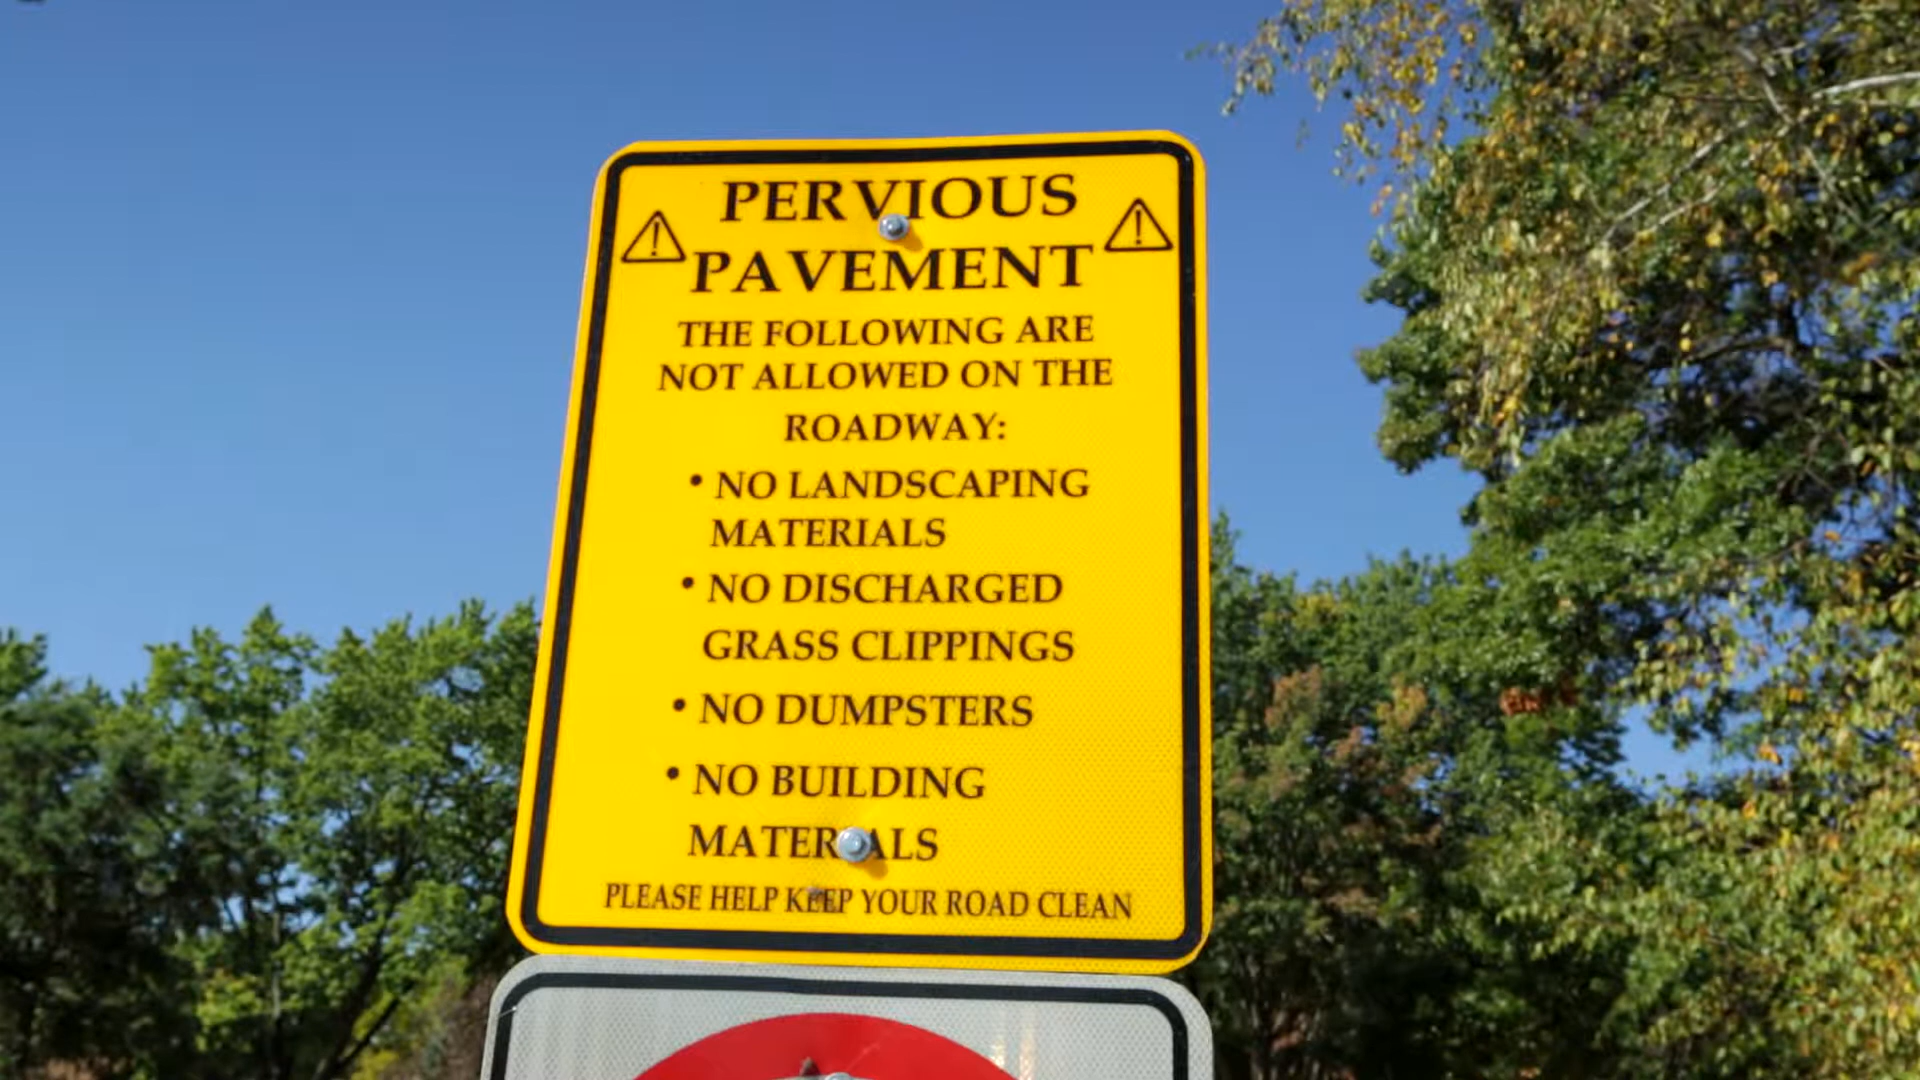 PERVIOUS
PAVEMENT
THE FOLLOWING ARE
NOT ALLOWED ON THE
ROADWAY:
• NO LANDSCAPING
MATERIALS
• NO DISCHARGED
GRASS CLIPPINGS
• NO DUMPSTERS
• NO BUILDING
MATERIALS
PLEASE HELP KEEP YOUR ROAD CLEAN